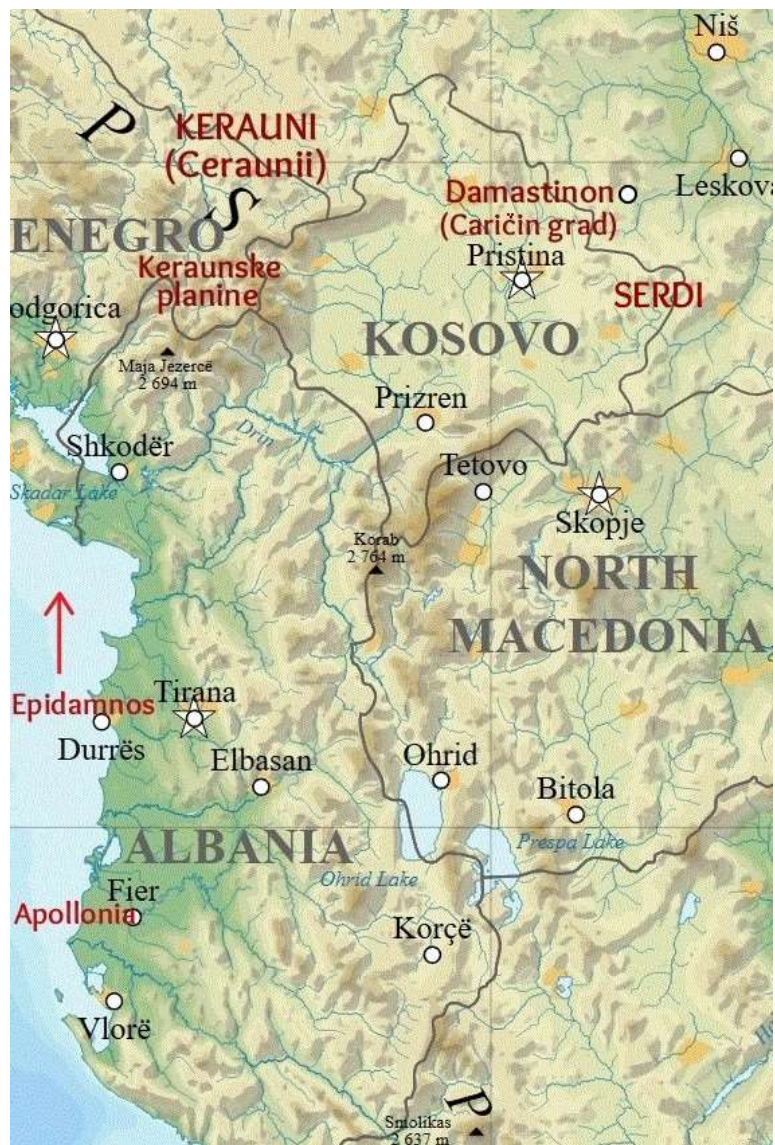 Niš
P
KERAUNI
(Ceraunii)
S
Damastinon
(Caričin grad)
Leskova
ENEGRO
Keraunske
planine
Pristina
SERDI
odgorica
KOSOVO
Maja Jezercë
2 694 m
Prizren
Drin
Shkodër
Tetovo
Skadar Lake
Skopje
Korab
2 764 m
NORTH
MACEDONIA
Epidamnos
Tirana
Durrës
Ohrid
Elbasan
Bitola
ALBANIA
Prespa Lake
Ohrid Lake
Fier
Apollonia
Korçë
Vlorë
P
Smolikas
2 637 m